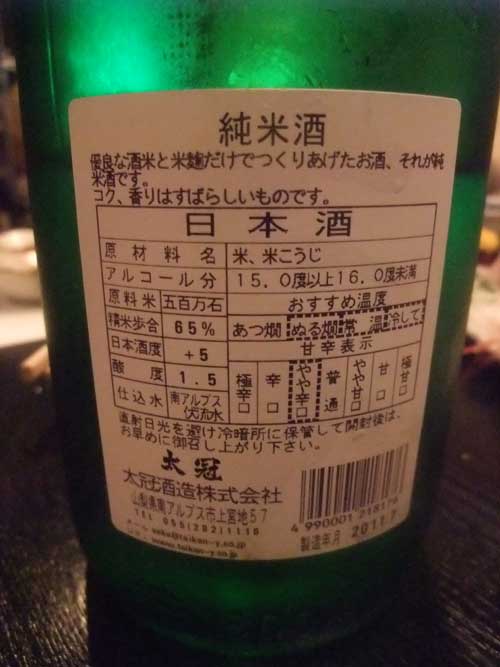 純米酒
優良な酒米と米麹だけでつくりあげたお酒、それが純
米酒です。
コク、香りはすばらしいものです。
日本酒
原材料名 米、米こうじ
アルコール分 15.0度以上16.0度未満
原料米 五百万石 おすすめ温度
精米歩合 65% あつ燗 ぬる燗 常温 冷して
日本酒度 +5 甘辛表示
酸度 1.5 極辛口 辛口 やや辛口 普通 やや甘口 甘口 極甘口
仕込水 南アルプス伏流水
直射日光を避け冷暗所に保管して開封後は、
お早めに御召し上がり下さい。
太冠
太冠酒造株式会社
山梨県南アルプス市上宮地57
TEL 055(282)1116
www.taikan-y.co.jp
4 990001 218176
製造年月 2011.7